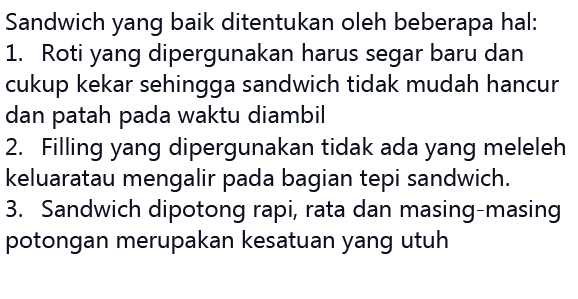 Sandwich yang baik ditentukan oleh beberapa hal:
1. Roti yang dipergunakan harus segar baru dan
cukup kekar sehingga sandwich tidak mudah hancur
dan patah pada waktu diambil
2. Filling yang dipergunakan tidak ada yang meleleh
keluaratau mengalir pada bagian tepi sandwich.
3. Sandwich dipotong rapi, rata dan masing-masing
potongan merupakan kesatuan yang utuh